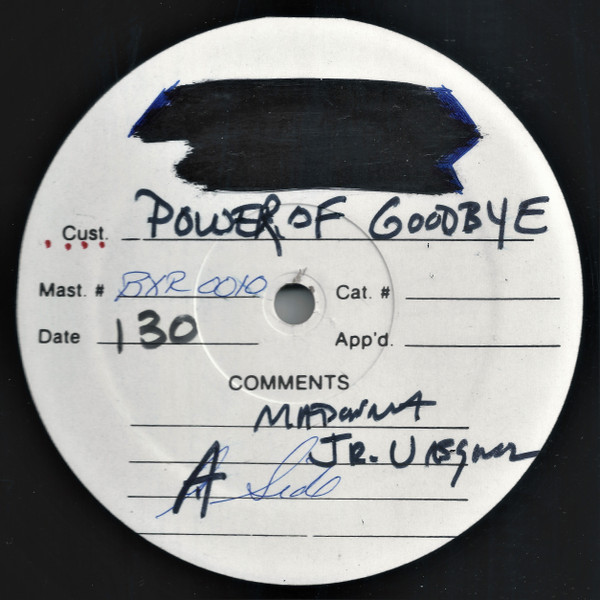 Cust. POWER OF GOODBYE
Mast. # BXR 0010 Cat. #
Date 130 App'd.
COMMENTS
MADONNA
JR. VASQUEZ
A Side